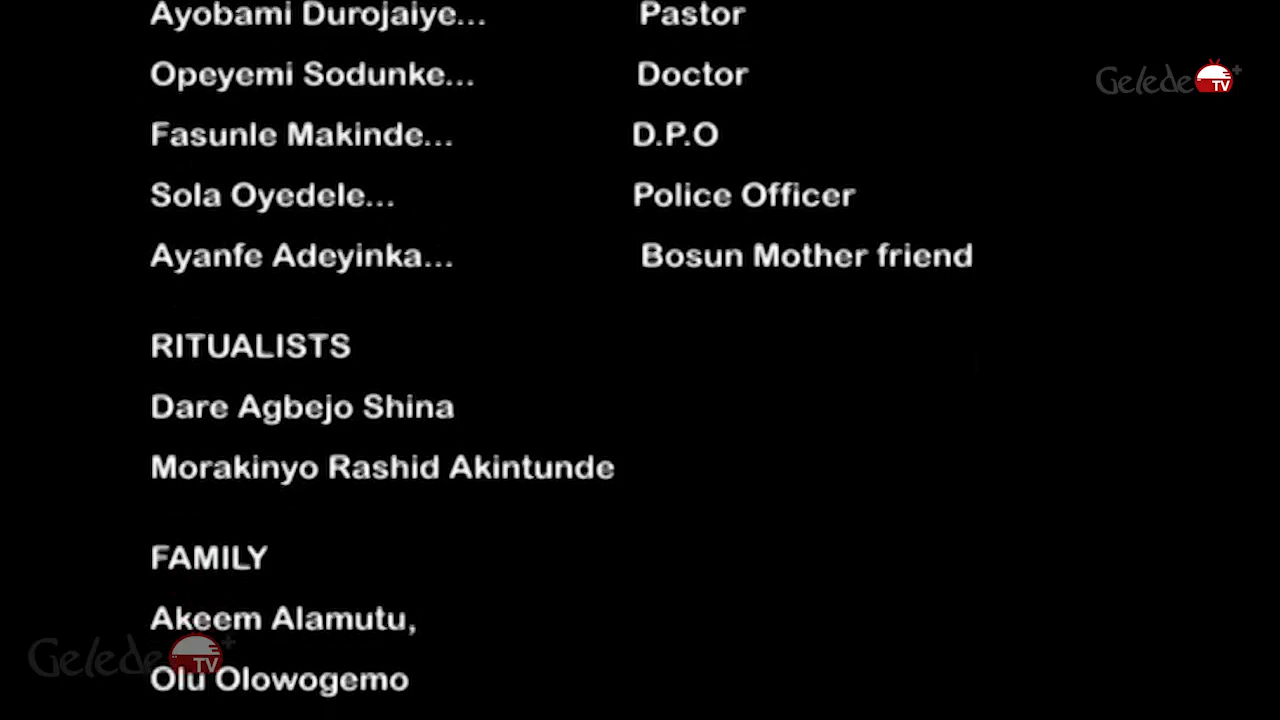 Ayobami Durojaiye... Pastor
Opeyemi Sodunke... Doctor
Gelede TV+
Fasunle Makinde... D.P.O
Sola Oyedele... Police Officer
Ayanfe Adeyinka... Bosun Mother friend
RITUALISTS
Dare Agbejo Shina
Morakinyo Rashid Akintunde
FAMILY
Akeem Alamutu,
Gelede TV+
Olu Olowogemo